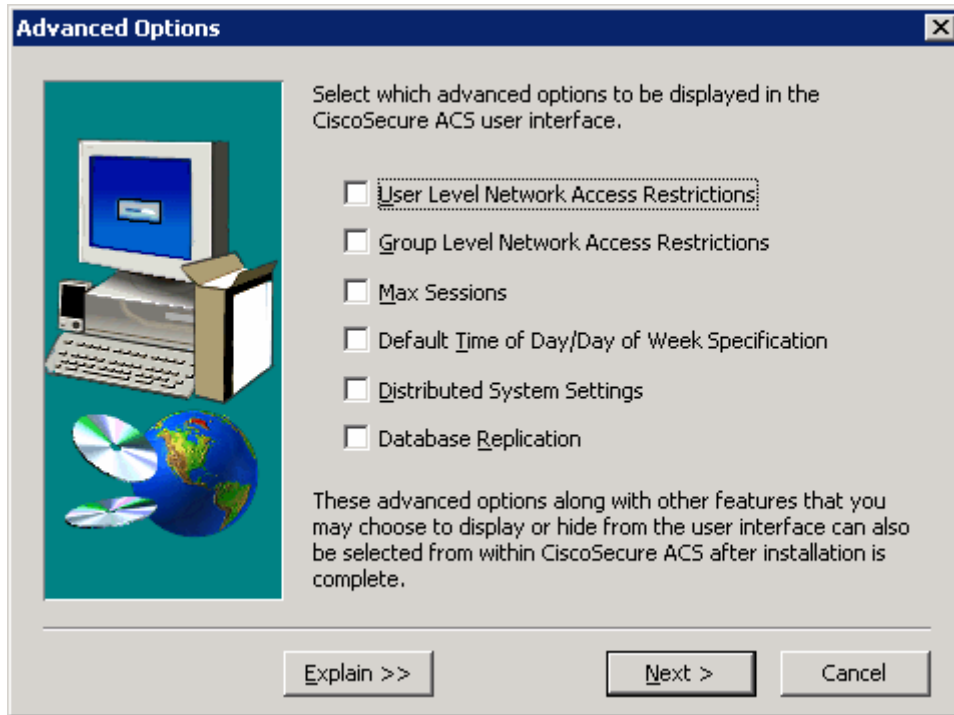 Advanced Options
Select which advanced options to be displayed in the
CiscoSecure ACS user interface.
User Level Network Access Restrictions
Group Level Network Access Restrictions
Max Sessions
Default Time of Day/Day of Week Specification
Distributed System Settings
Database Replication
These advanced options along with other features that you
may choose to display or hide from the user interface can also
be selected from within CiscoSecure ACS after installation is
complete.
Explain >>
Next >
Cancel